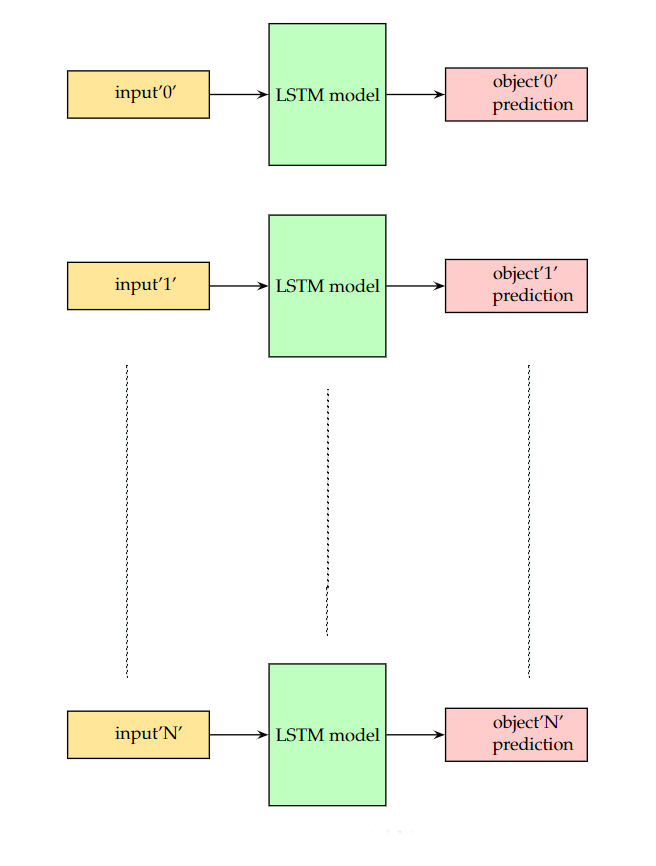 input'0'
LSTM model
object'0'
prediction
input'1'
LSTM model
object'1'
prediction
input'N'
LSTM model
object'N'
prediction